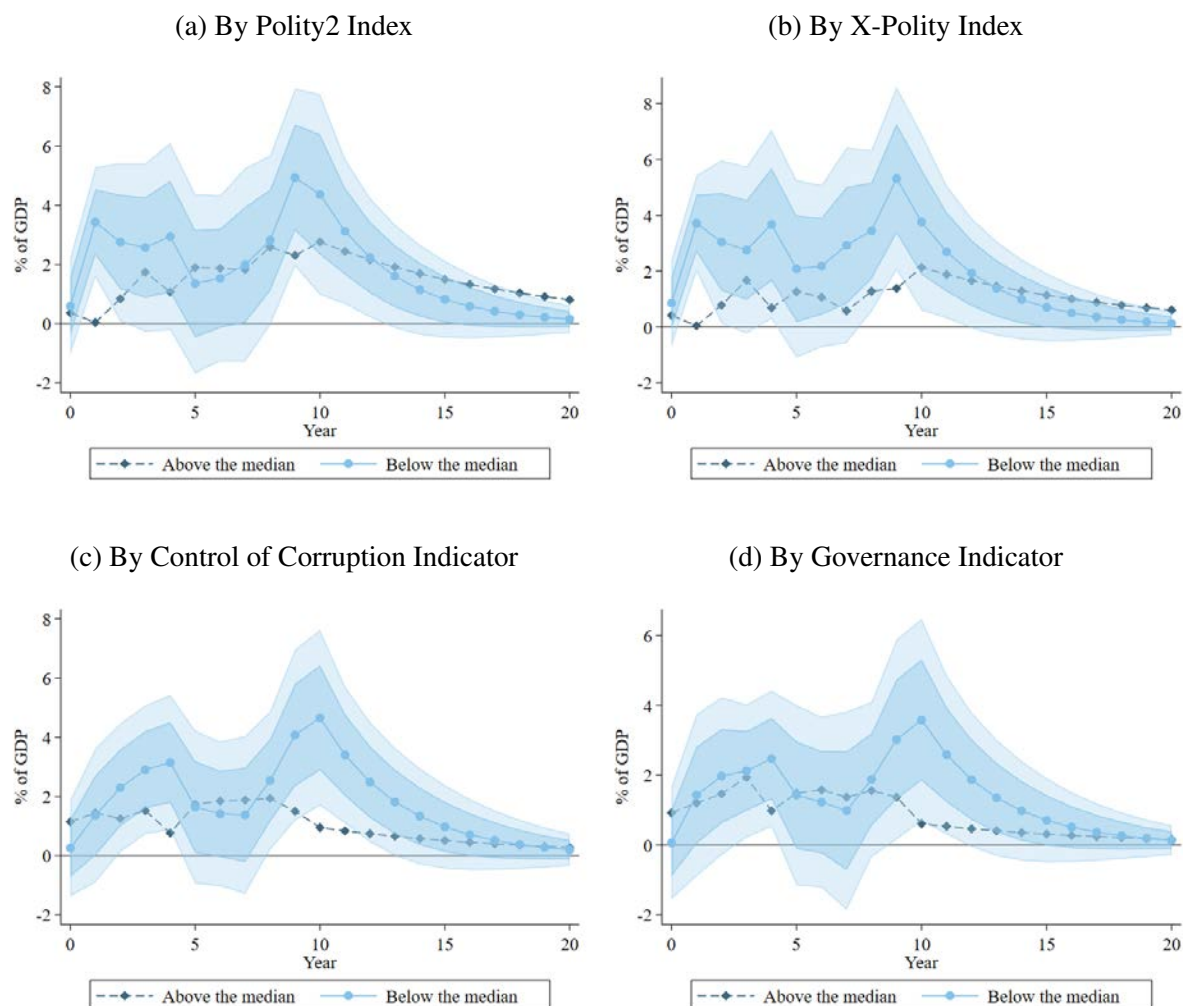 (a) By Polity2 Index
(b) By X-Polity Index
8
6
4
2
0
-2
% of GDP
0 5 10 15 20
Year
Above the median Below the median
8
6
4
2
0
-2
% of GDP
0 5 10 15 20
Year
Above the median Below the median
(c) By Control of Corruption Indicator
(d) By Governance Indicator
8
6
4
2
0
-2
% of GDP
0 5 10 15 20
Year
Above the median Below the median
6
4
2
0
-2
% of GDP
0 5 10 15 20
Year
Above the median Below the median